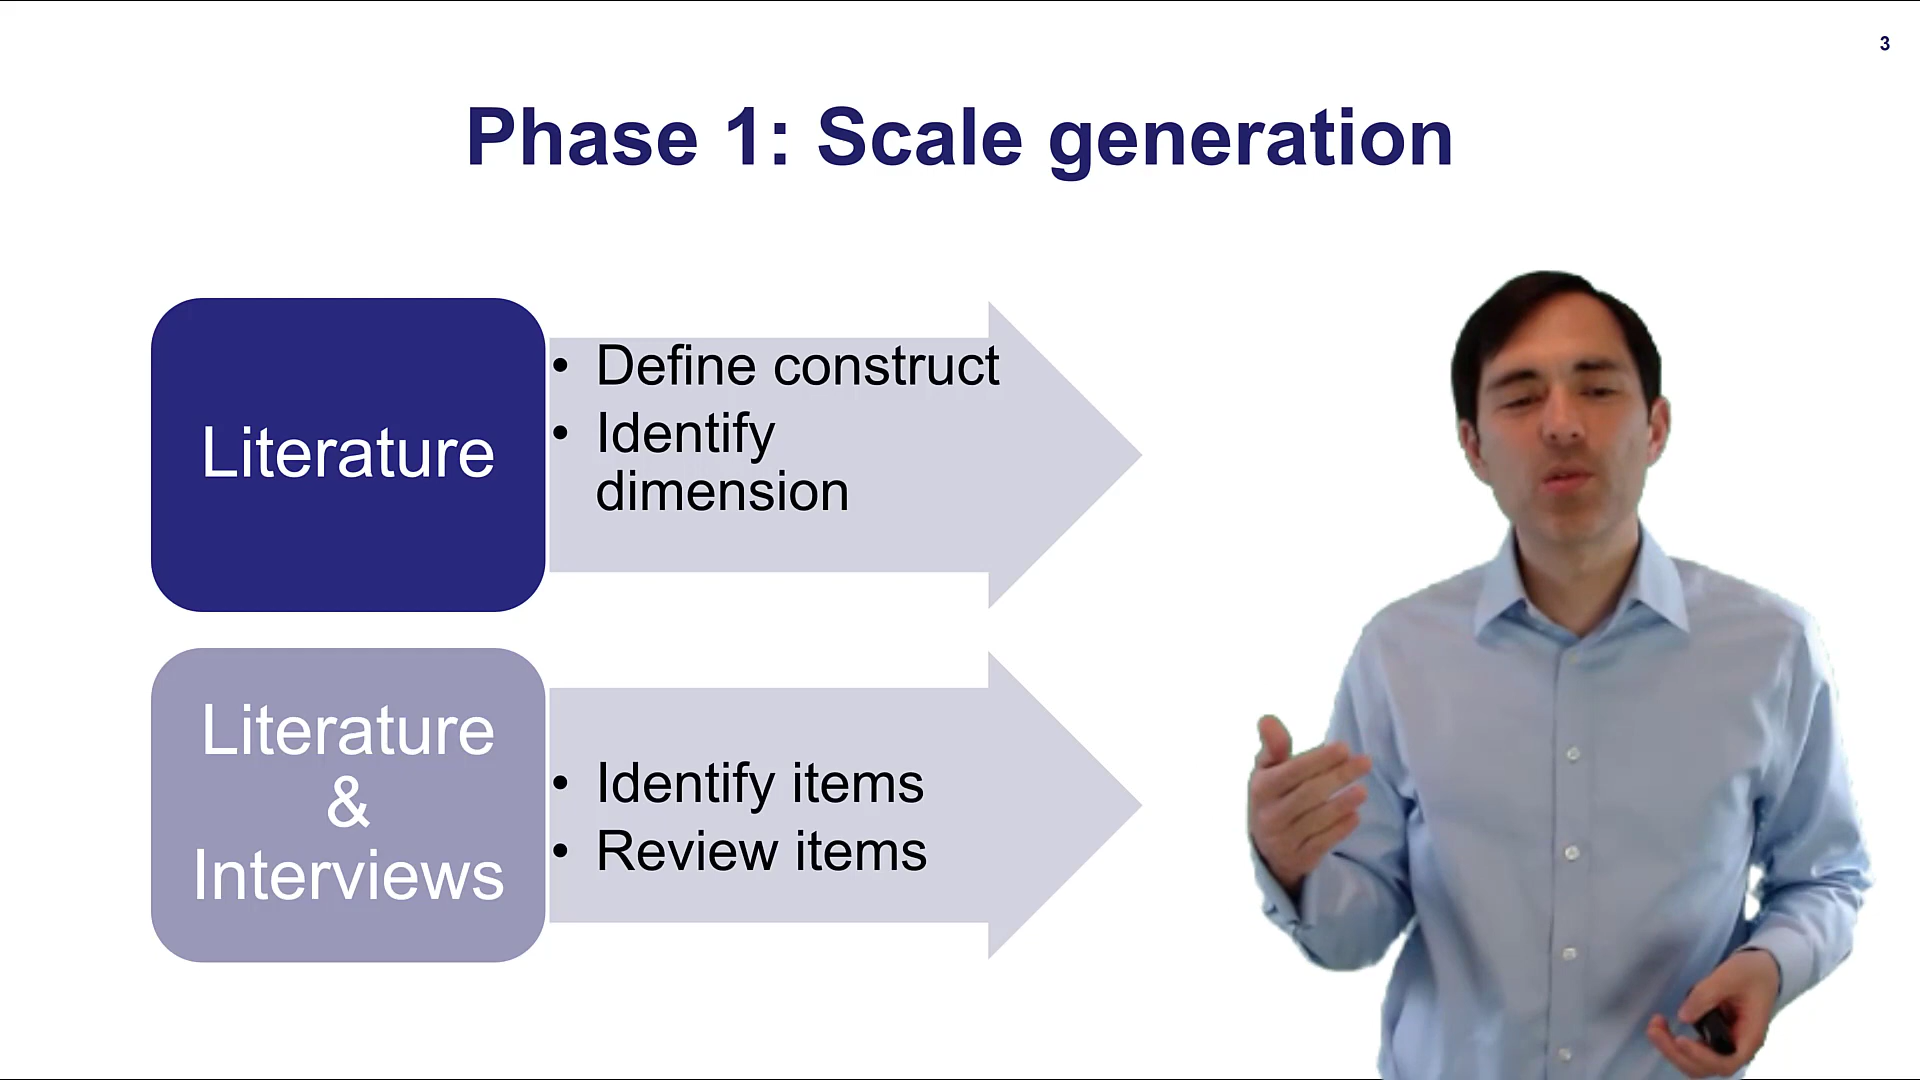 3
Phase 1: Scale generation
Literature
• Define construct
• Identify
dimension
Literature
&
Interviews
• Identify items
• Review items